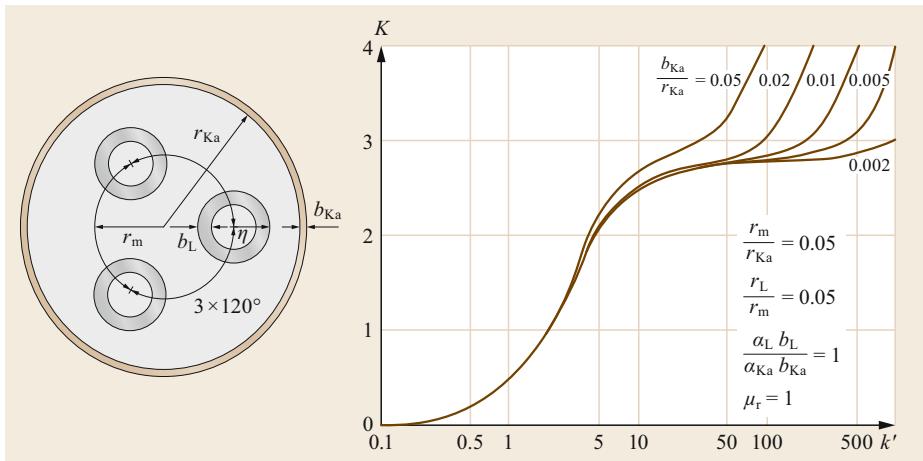 r_Ka
b_Ka
r_m
b_L
η
3 × 120°
K
4
3
2
1
0
b_Ka / r_Ka = 0.05
0.02
0.01
0.005
0.002
r_m / r_Ka = 0.05
r_L / r_m = 0.05
α_L b_L / α_Ka b_Ka = 1
μ_r = 1
0.1 0.5 1 5 10 50 100 500 k′